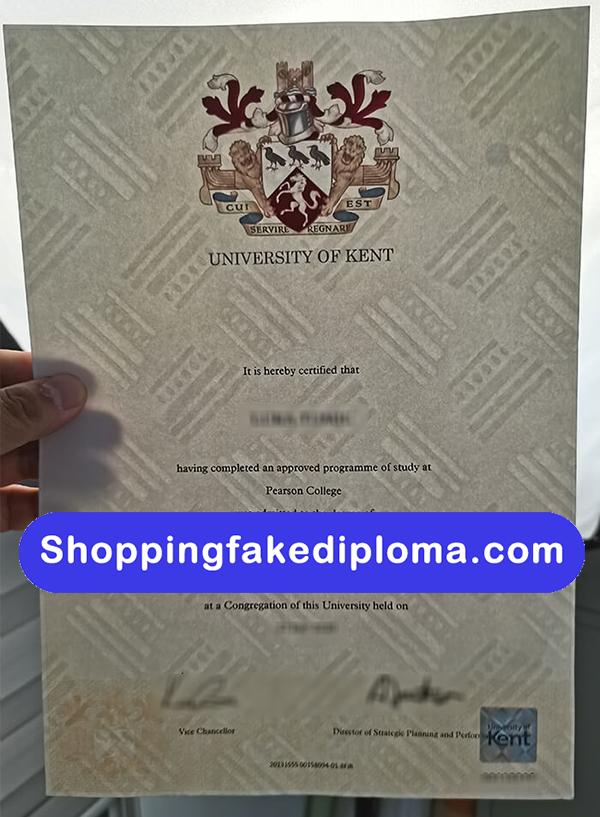 CUI EST
SERVIRE REGNARE
UNIVERSITY OF KENT
It is hereby certified that
having completed an approved programme of study at
Pearson College
Shoppingfakediploma.com
at a Congregation of this University held on
Vice Chancellor
Director of Strategic Planning and
University of
Kent